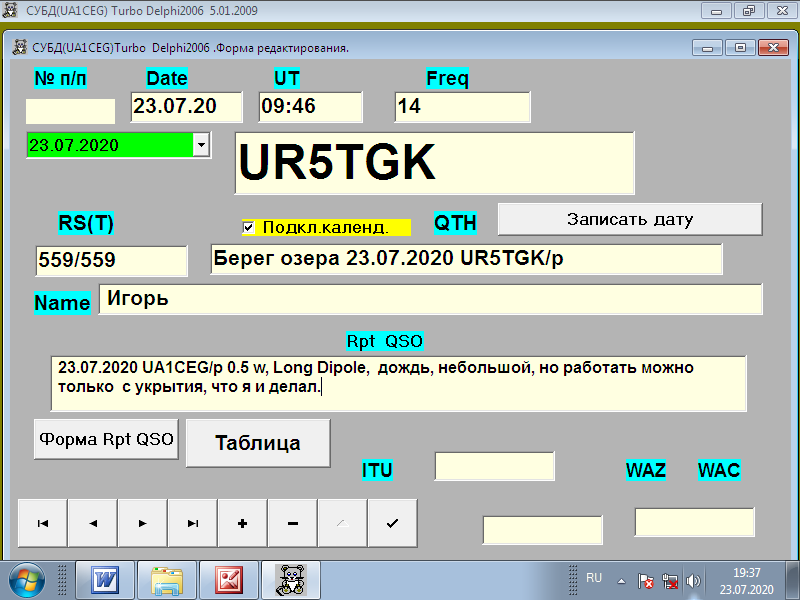 СУБД(UA1CEG) Turbo Delphi2006 5.01.2009
СУБД(UA1CEG)Turbo Delphi2006 .Форма редактирования.
№ п/п Date UT Freq
23.07.20 09:46 14
23.07.2020
UR5TGK
RS(T) Подкл.календ. QTH Записать дату
559/559 Берег озера 23.07.2020 UR5TGK/p
Name Игорь
Rpt QSO
23.07.2020 UA1CEG/p 0.5 w, Long Dipole, дождь, небольшой, но работать можно
только с укрытия, что я и делал.
Форма Rpt QSO Таблица
ITU WAZ WAC
RU 19:37
23.07.2020